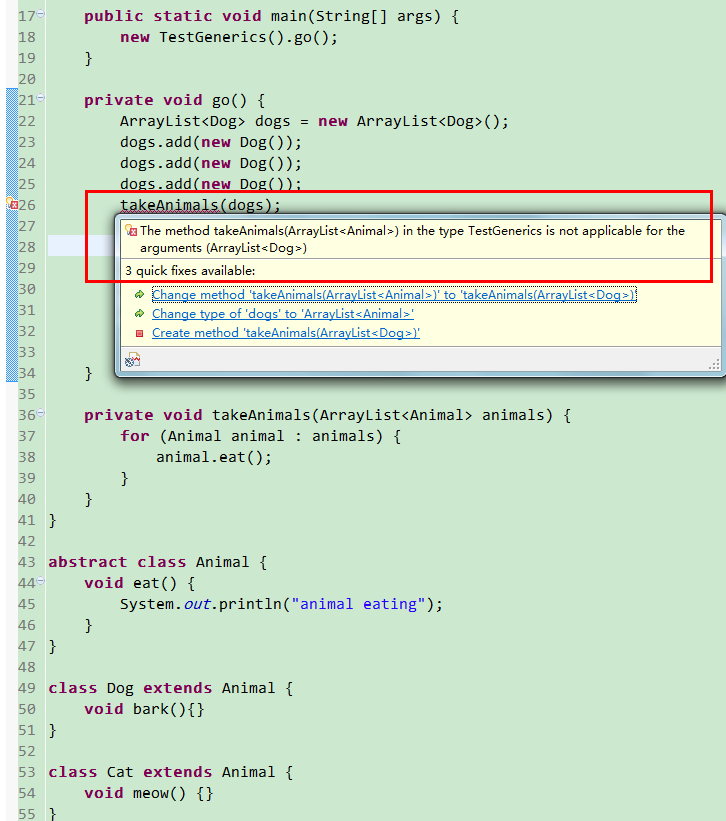 17 public static void main(String[] args) {
18 new TestGenerics().go();
19 }
20
21 private void go() {
22 ArrayList<Dog> dogs = new ArrayList<Dog>();
23 dogs.add(new Dog());
24 dogs.add(new Dog());
25 dogs.add(new Dog());
26 takeAnimals(dogs);
27 The method takeAnimals(ArrayList<Animal>) in the type TestGenerics is not applicable for the
28 arguments (ArrayList<Dog>)
29 3 quick fixes available:
30 Change method 'takeAnimals(ArrayList<Animal>)' to 'takeAnimals(ArrayList<Dog>)'
31 Change type of 'dogs' to 'ArrayList<Animal>'
32 Create method 'takeAnimals(ArrayList<Dog>)'
33
34 }
35
36 private void takeAnimals(ArrayList<Animal> animals) {
37 for (Animal animal : animals) {
38 animal.eat();
39 }
40 }
41 }
42
43 abstract class Animal {
44 void eat() {
45 System.out.println("animal eating");
46 }
47 }
48
49 class Dog extends Animal {
50 void bark(){}
51 }
52
53 class Cat extends Animal {
54 void meow() {}
55 }